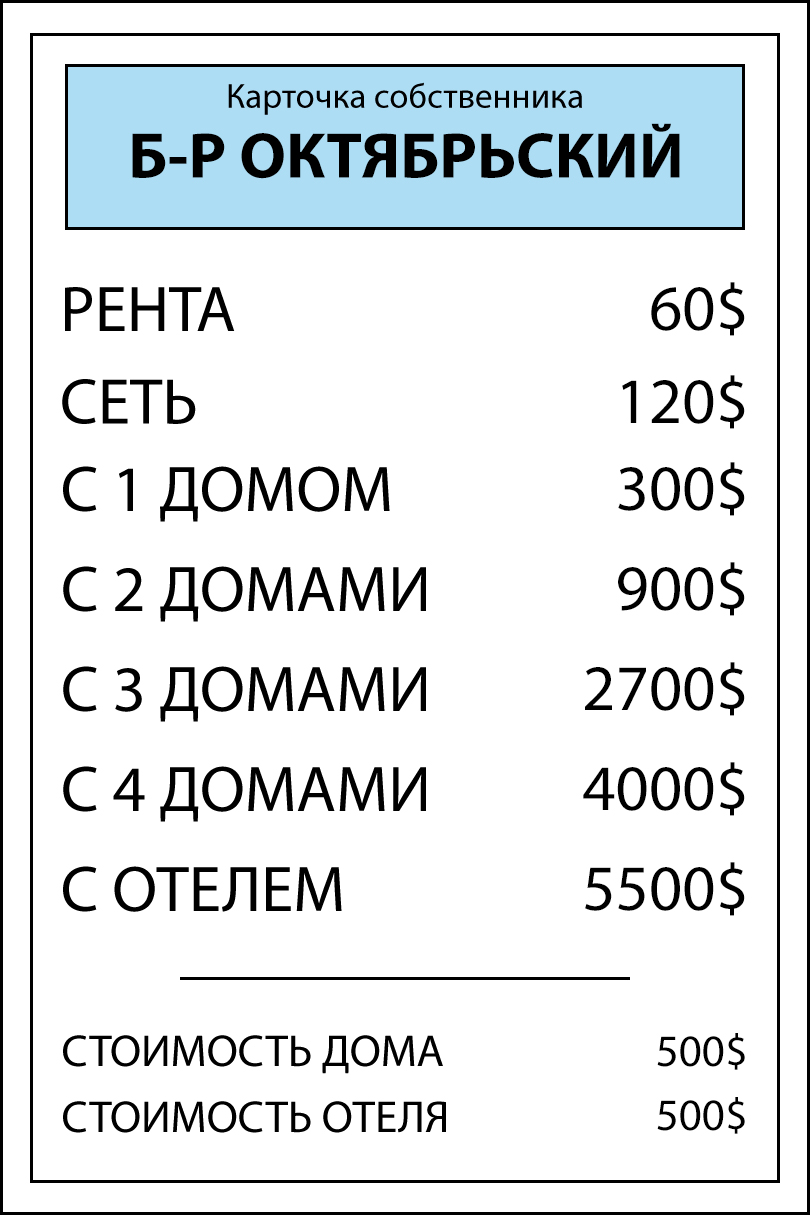 Карточка собственника
Б-Р ОКТЯБРЬСКИЙ
РЕНТА 60$
СЕТЬ 120$
С 1 ДОМОМ 300$
С 2 ДОМАМИ 900$
С 3 ДОМАМИ 2700$
С 4 ДОМАМИ 4000$
С ОТЕЛЕМ 5500$
СТОИМОСТЬ ДОМА 500$
СТОИМОСТЬ ОТЕЛЯ 500$